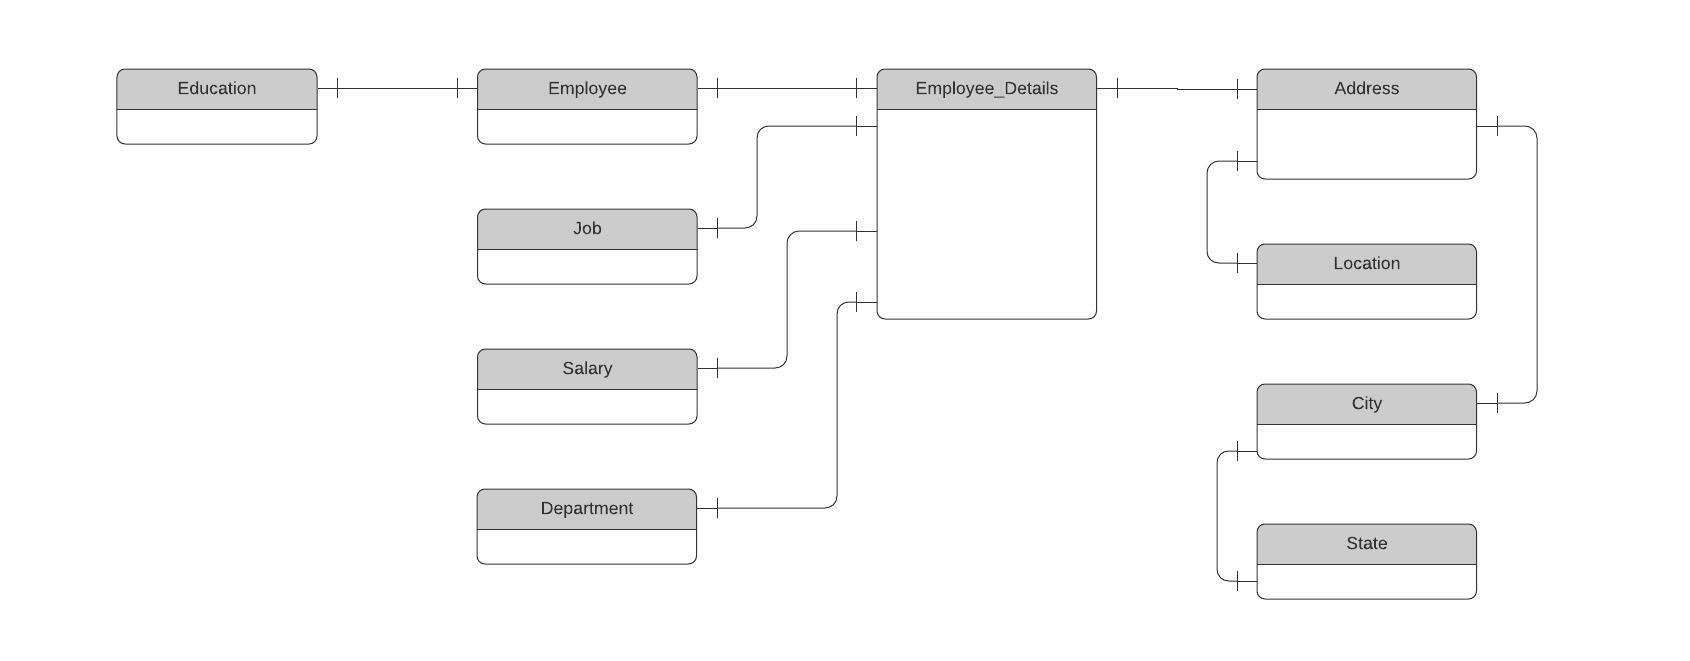 Education
Employee
Employee_Details
Address
Job
Location
Salary
City
Department
State